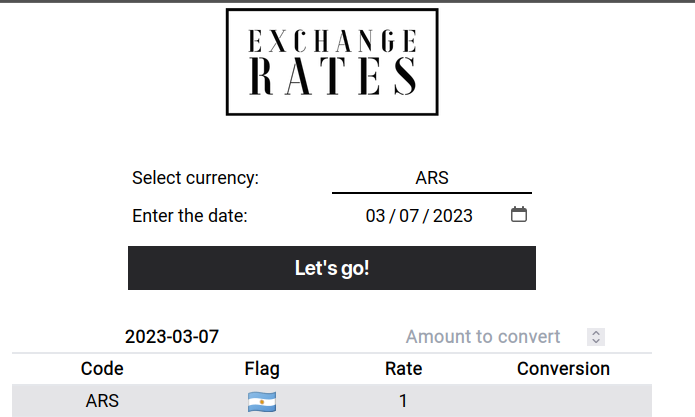 EXCHANGE
RATES
Select currency: ARS
Enter the date: 03/07/2023
Let's go!
2023-03-07 Amount to convert
Code Flag Rate Conversion
ARS 1